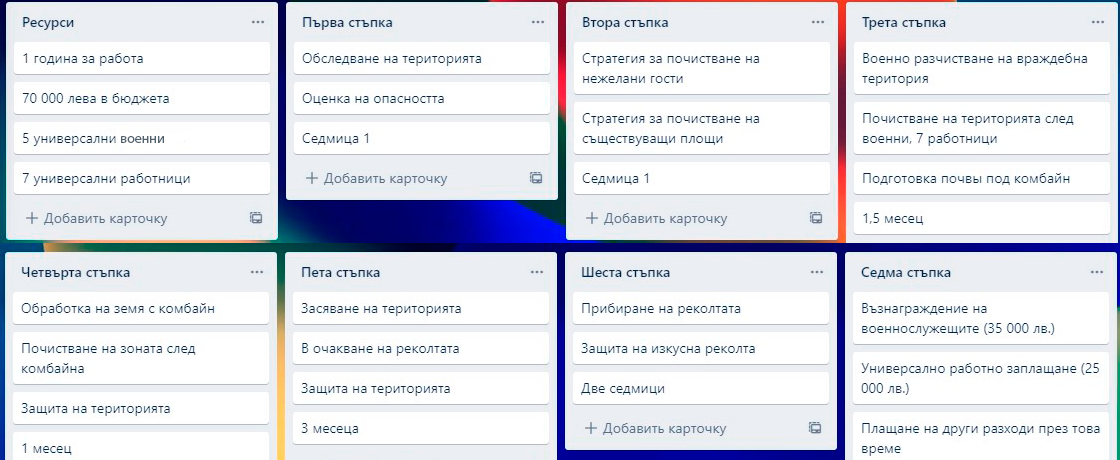 Ресурси
1 година за работа
70 000 лева в бюджета
5 универсални военни
7 универсални работници
Добавить карточку
Първа стъпка
Обследване на територията
Оценка на опасността
Седмица 1
Добавить карточку
Втора стъпка
Стратегия за почистване на
нежелани гости
Стратегия за почистване на
съществуващи площи
Седмица 1
Добавить карточку
Трета стъпка
Военно разчистване на враждебна
територия
Почистване на територията след
военни, 7 работници
Подготовка почвы под комбайн
1,5 месец
Четвърта стъпка
Обработка на земя с комбайн
Почистване на зоната след
комбайна
Защита на територията
1 месец
Пета стъпка
Засяване на територията
В очакване на реколтата
Защита на територията
3 месеца
Шеста стъпка
Прибиране на реколтата
Защита на изкусна реколта
Две седмици
Добавить карточку
Седма стъпка
Възнаграждение на
военнослужещите (35 000 лв.)
Универсално работно заплащане (25
000 лв.)
Плащане на други разходи през това
време